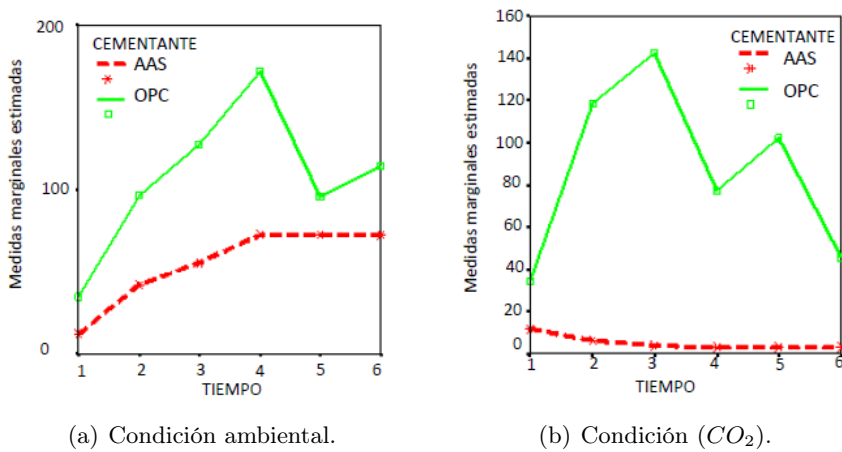 200
100
0
Medidas marginales estimadas
CEMENTANTE
AAS
OPC
1 2 3 4 5 6
TIEMPO
(a) Condición ambiental.
160
140
120
100
80
60
40
20
0
Medidas marginales estimadas
CEMENTANTE
AAS
OPC
1 2 3 4 5 6
TIEMPO
(b) Condición (CO₂).